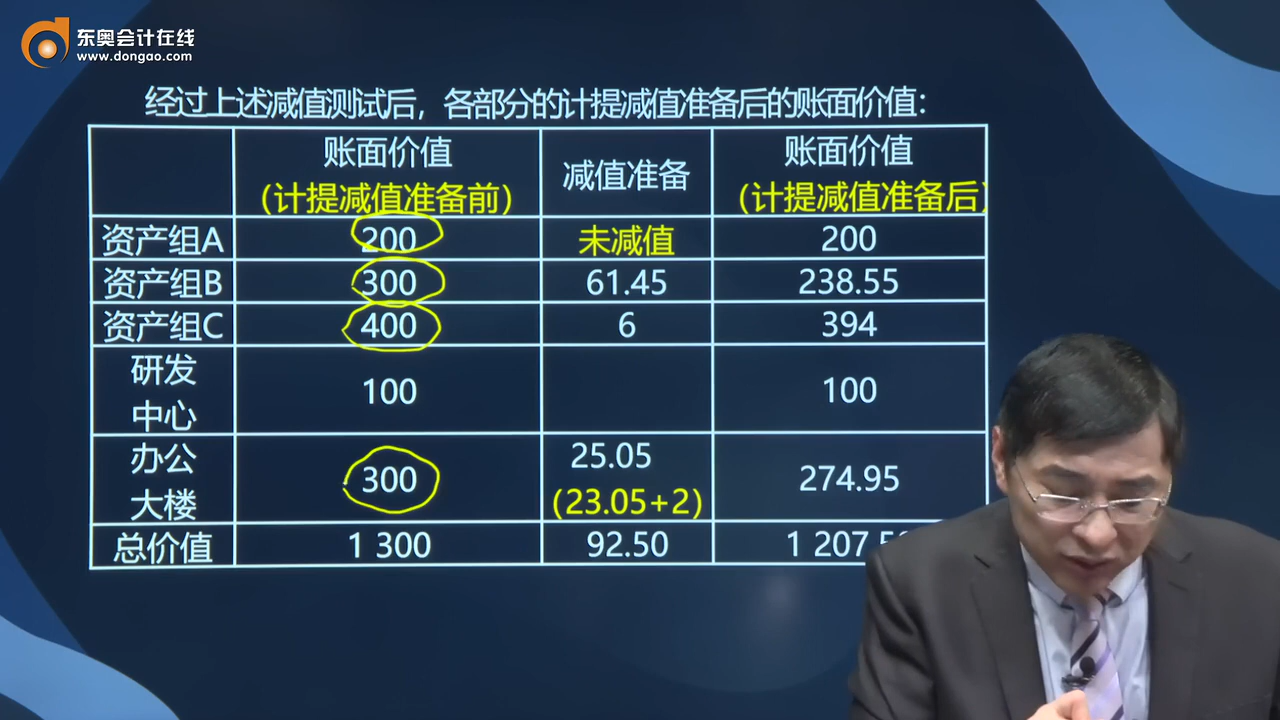 东奥会计在线
www.dongao.com
经过上述减值测试后，各部分的计提减值准备后的账面价值：
账面价值
（计提减值准备前）
减值准备
账面价值
（计提减值准备后）
资产组A 200 未减值 200
资产组B 300 61.45 238.55
资产组C 400 6 394
研发
中心
100 100
办公
大楼
300
25.05
(23.05+2)
274.95
总价值 1 300 92.50